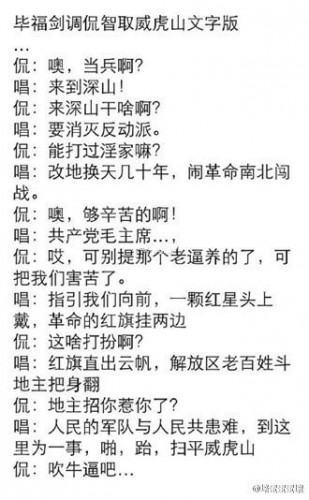 毕福剑调侃智取威虎山文字版
...
侃：噢，当兵啊？
唱：来到深山！
侃：来深山干啥啊？
唱：要消灭反动派。
侃：能打过淫家嘛？
唱：改地换天几十年，闹革命南北闯
战。
侃：噢，够辛苦的啊！
唱：共产党毛主席...,
侃：哎，可别提那个老逼养的了，可
把我们害苦了。
唱：指引我们向前，一颗红星头上
戴，革命的红旗挂两边
侃：这啥打扮啊？
唱：红旗直出云帆，解放区老百姓斗
地主把身翻
侃：地主招你惹你了？
唱：人民的军队与人民共患难，到这
里为一事，啪，跆，扫平威虎山
侃：吹牛逼吧...